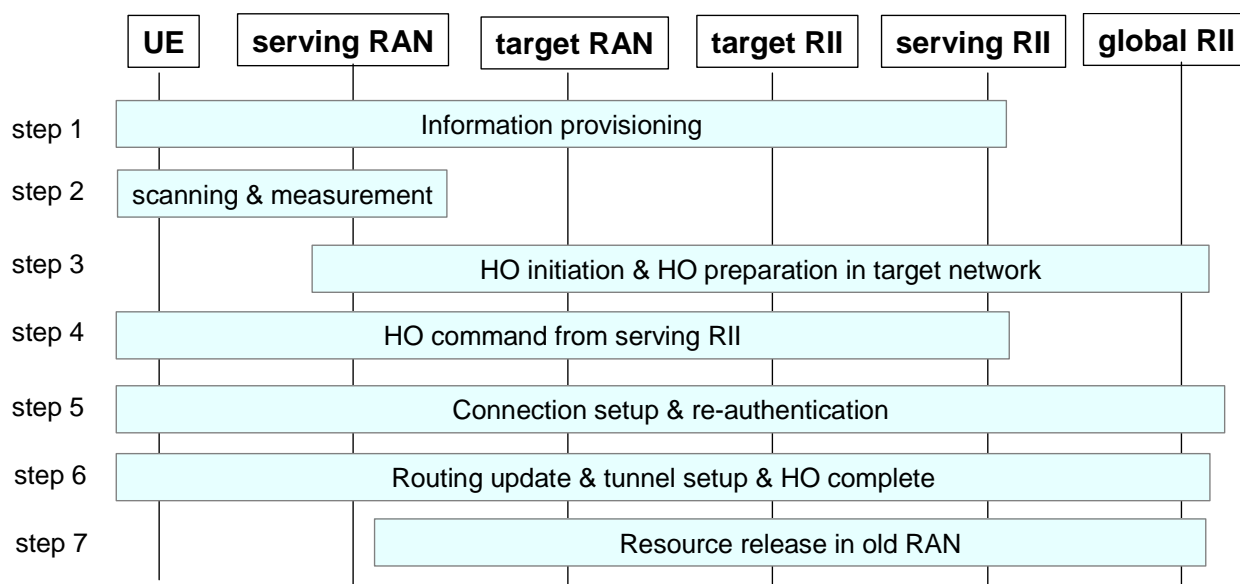 UE
serving RAN
target RAN
target RII
serving RII
global RII
step 1
Information provisioning
step 2
scanning & measurement
step 3
HO initiation & HO preparation in target network
step 4
HO command from serving RII
step 5
Connection setup & re-authentication
step 6
Routing update & tunnel setup & HO complete
step 7
Resource release in old RAN